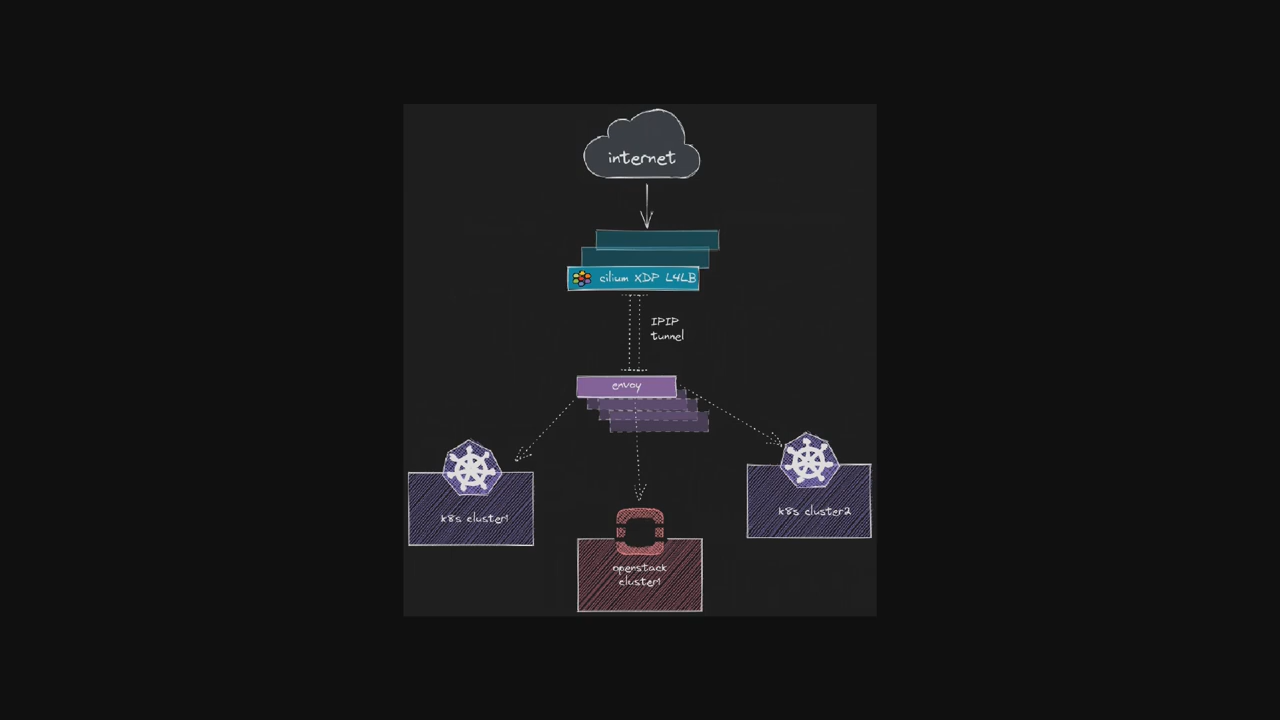 internet
cilium XDP L4LB
IPIP
tunnel
envoy
k8s cluster1
k8s cluster2
openstack
cluster1